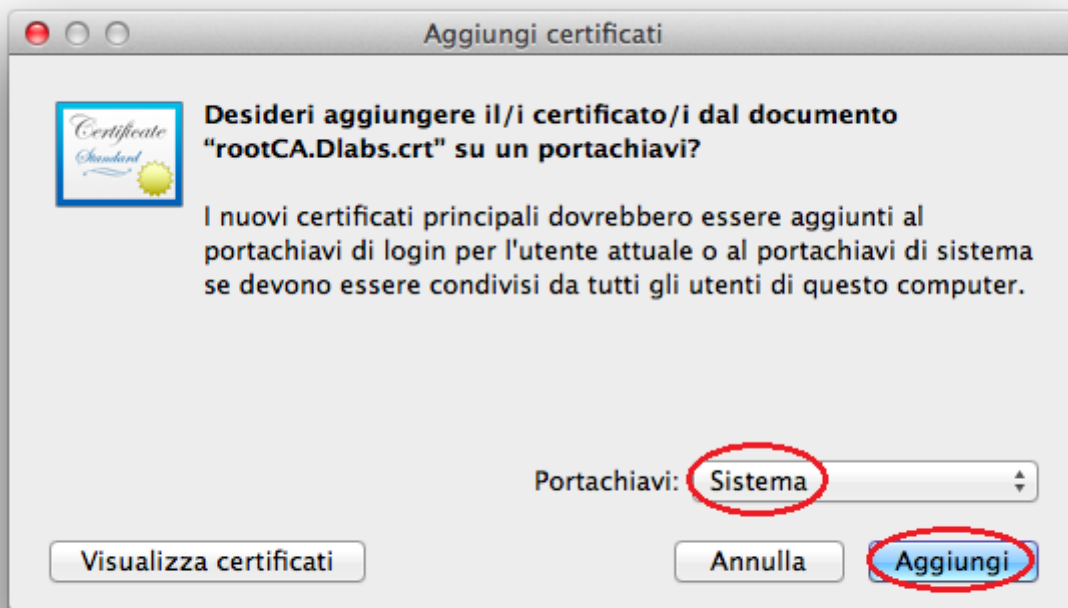 Aggiungi certificati
Certificate
Standard
Desideri aggiungere il/i certificato/i dal documento
“rootCA.Dlabs.crt” su un portachiavi?
I nuovi certificati principali dovrebbero essere aggiunti al
portachiavi di login per l'utente attuale o al portachiavi di sistema
se devono essere condivisi da tutti gli utenti di questo computer.
Portachiavi: Sistema
Visualizza certificati Annulla Aggiungi